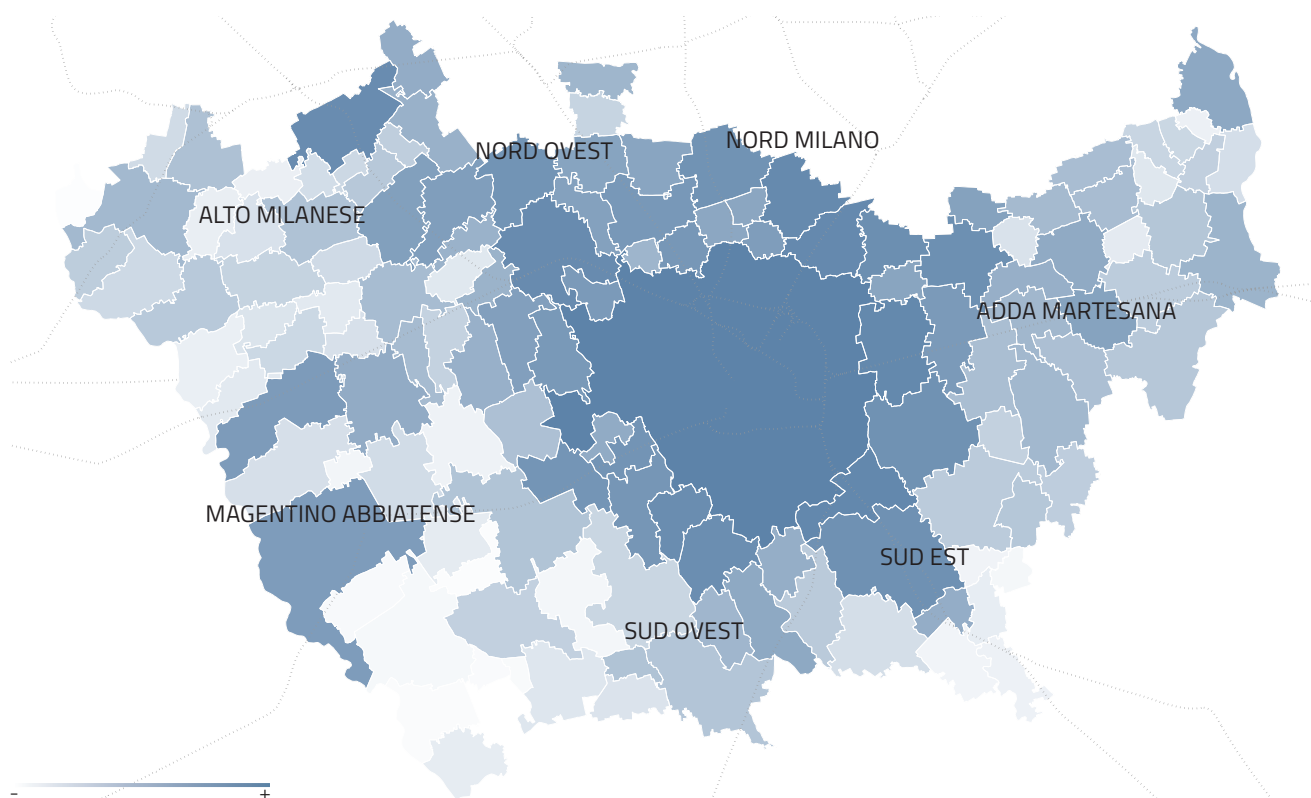 NORD MILANO
NORD OVEST
ALTO MILANESE
ADDA MARTESANA
MAGENTINO ABBIATENSE
SUD EST
SUD OVEST
- +